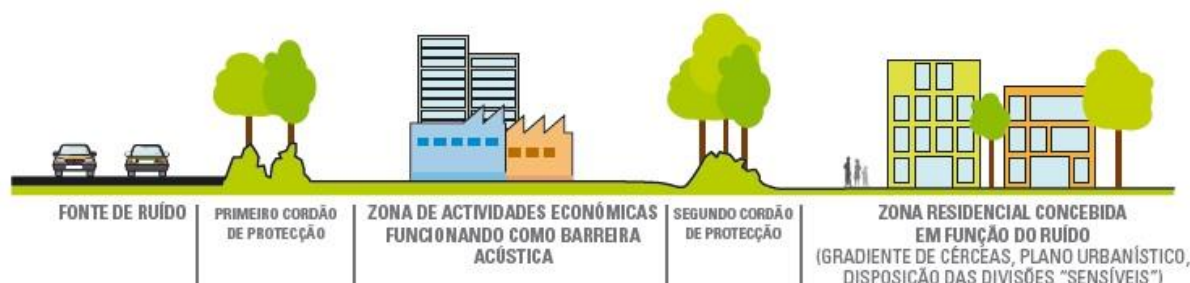 FONTE DE RUÍDO
PRIMEIRO CORDÃO
DE PROTECÇÃO
ZONA DE ACTIVIDADES ECONÓMICAS
FUNCIONANDO COMO BARREIRA
ACÚSTICA
SEGUNDO CORDÃO
DE PROTECÇÃO
ZONA RESIDENCIAL CONCEBIDA
EM FUNÇÃO DO RUÍDO
(GRADIENTE DE CÉRCEAS, PLANO URBANÍSTICO,
DISPOSIÇÃO DAS DIVISÕES "SENSÍVEIS")